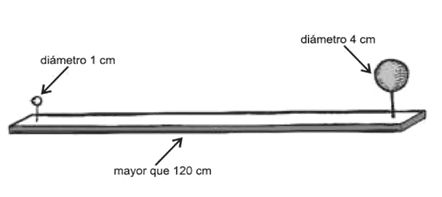 diámetro 4 cm
diámetro 1 cm
mayor que 120 cm